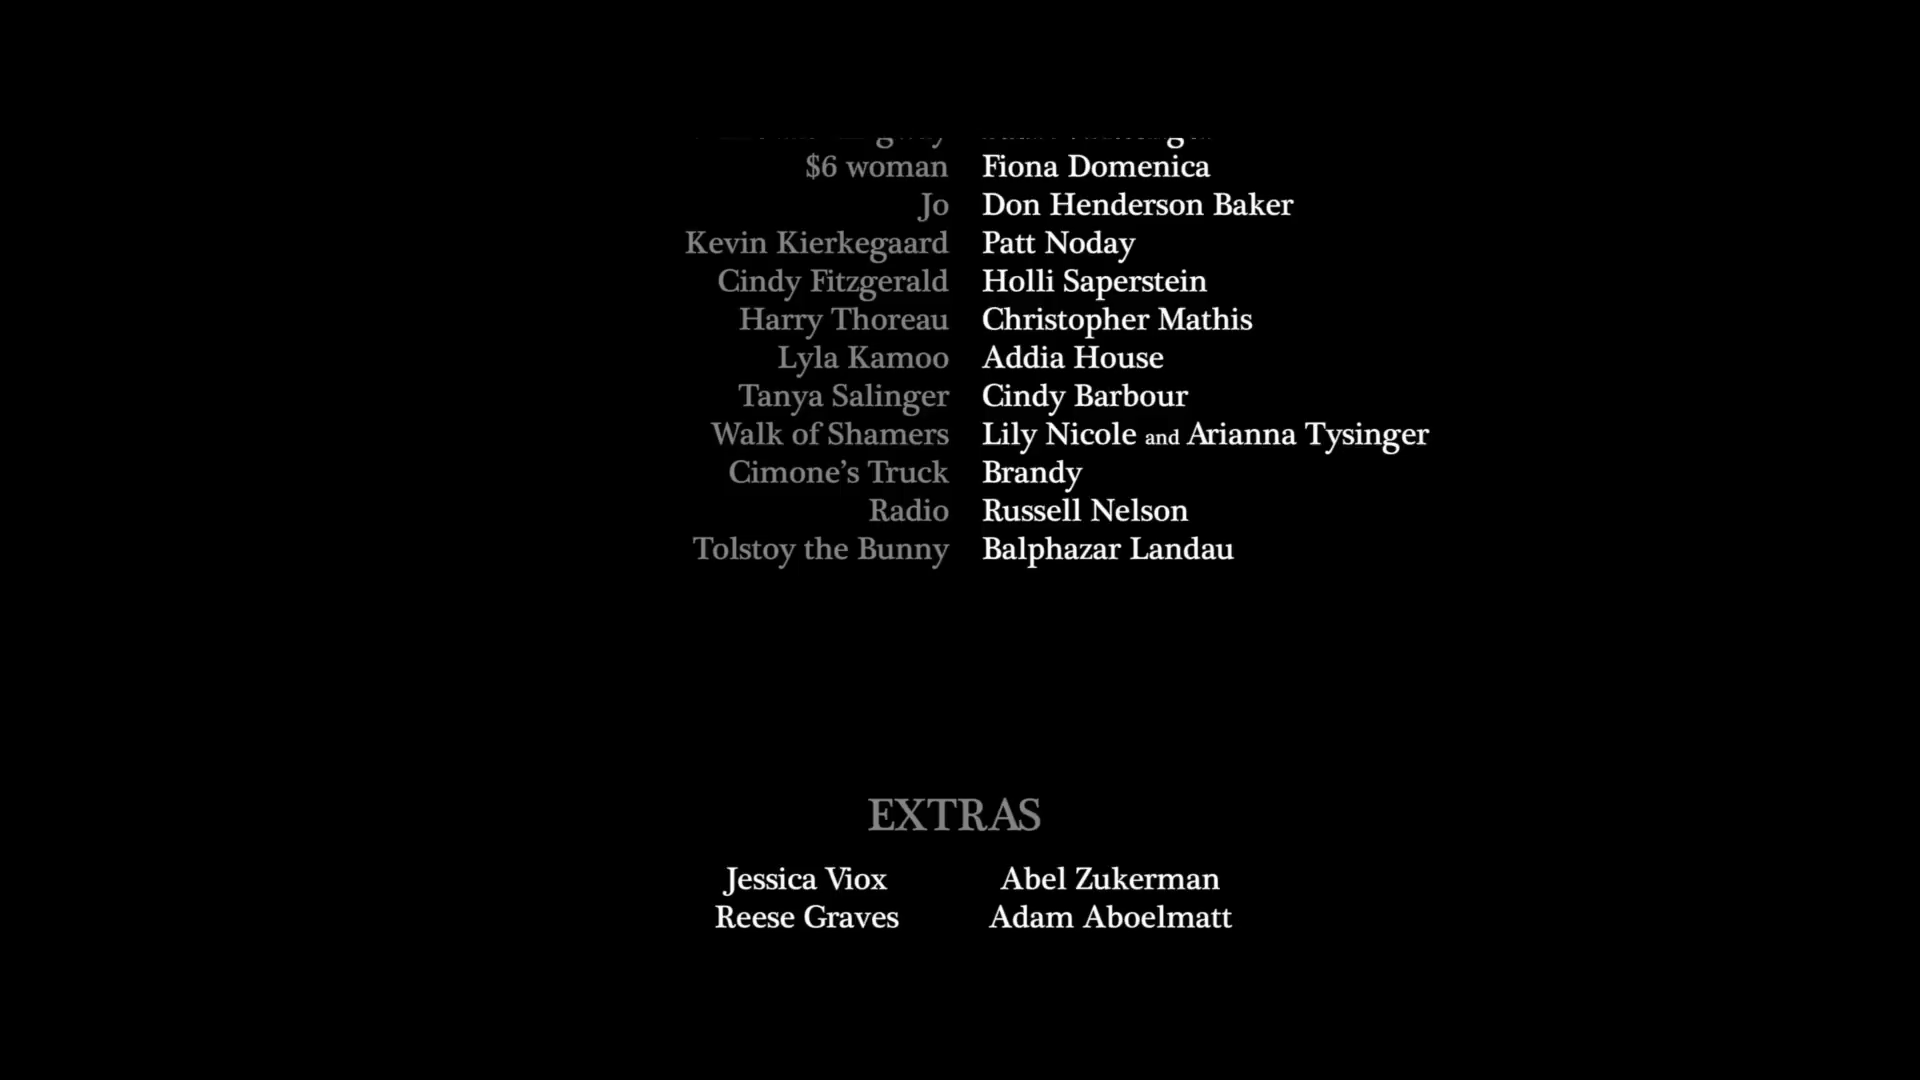 $6 woman Fiona Domenica
Jo Don Henderson Baker
Kevin Kierkegaard Patt Noday
Cindy Fitzgerald Holli Saperstein
Harry Thoreau Christopher Mathis
Lyla Kamoo Addia House
Tanya Salinger Cindy Barbour
Walk of Shamers Lily Nicole and Arianna Tysinger
Cimone’s Truck Brandy
Radio Russell Nelson
Tolstoy the Bunny Balphazar Landau
EXTRAS
Jessica Viox Abel Zukerman
Reese Graves Adam Aboelmatt